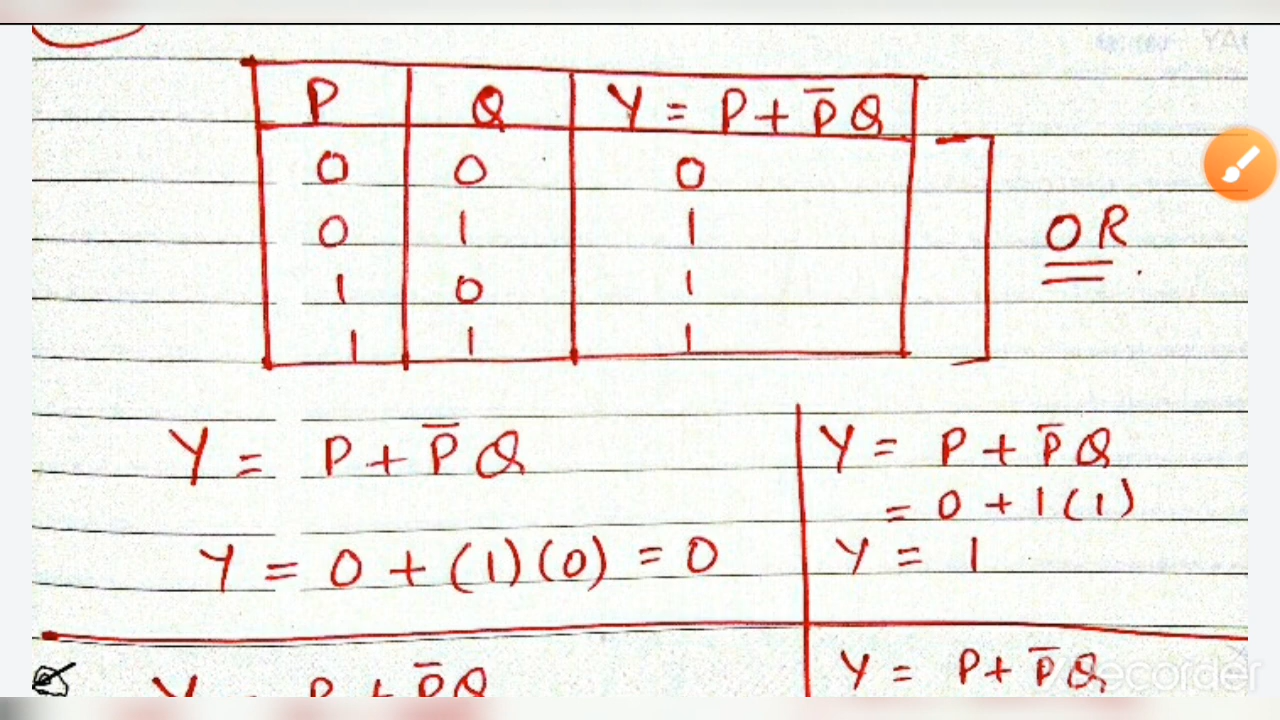 P Q Y = P + P̅ Q
0 0 0
0 1 1
1 0 1
1 1 1
OR.
Y = P + P̅ Q
Y = 0 + (1) (0) = 0
Y = P + P̅ Q
= 0 + 1 (1)
Y = 1
Y = P + P̅ Q
Y = P + P̅ Q